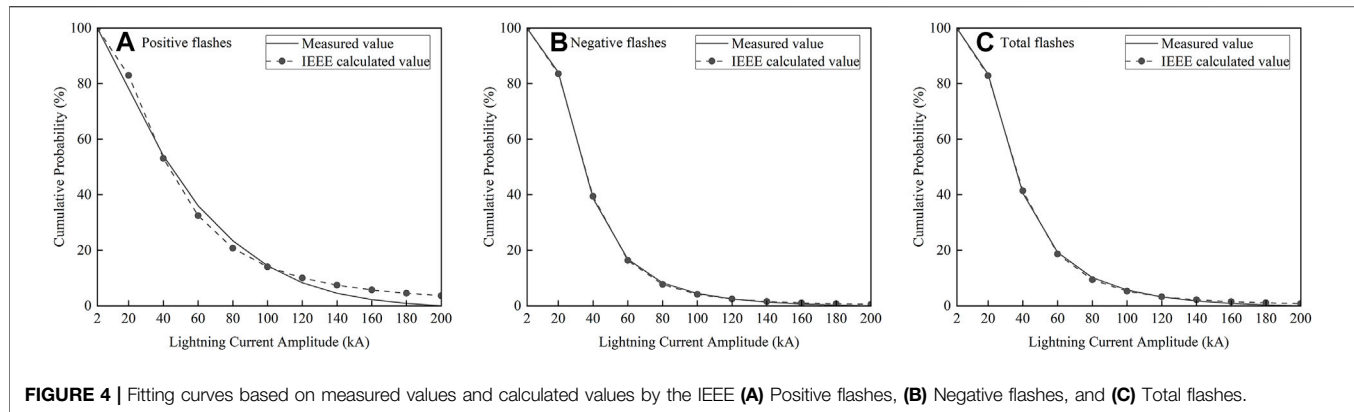 A Positive flashes
Measured value
IEEE calculated value
Cumulative Probability (%)
100
80
60
40
20
0
2 20 40 60 80 100 120 140 160 180 200
Lightning Current Amplitude (kA)
B Negative flashes
Measured value
IEEE calculated value
Cumulative Probability (%)
100
80
60
40
20
0
2 20 40 60 80 100 120 140 160 180 200
Lightning Current Amplitude (kA)
C Total flashes
Measured value
IEEE calculated value
Cumulative Probability (%)
100
80
60
40
20
0
2 20 40 60 80 100 120 140 160 180 200
Lightning Current Amplitude (kA)
FIGURE 4 | Fitting curves based on measured values and calculated values by the IEEE (A) Positive flashes, (B) Negative flashes, and (C) Total flashes.